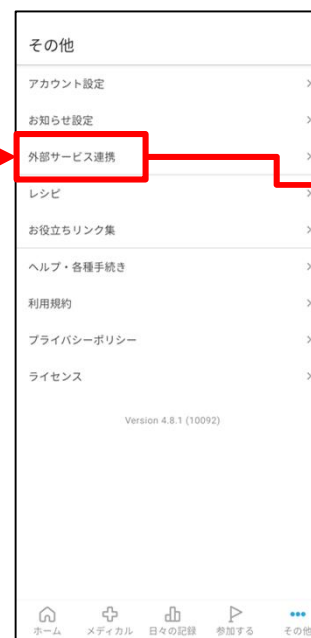 その他
アカウント設定
お知らせ設定
外部サービス連携
レシピ
お役立ちリンク集
ヘルプ・各種手続き
利用規約
プライバシーポリシー
ライセンス
Version 4.8.1 (10092)
ホーム メディカル 日々の記録 参加する その他